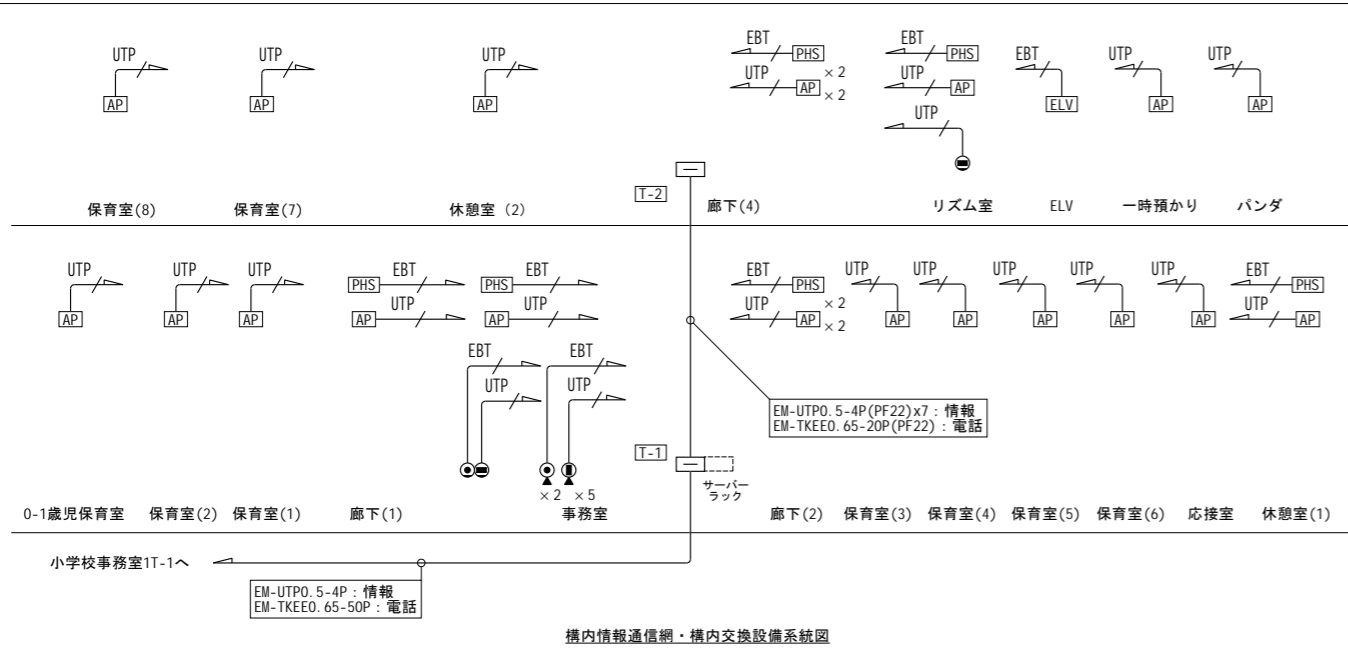 UTP
AP
UTP
AP
UTP
AP
EBT
PHS
×2
UTP
AP
×2
EBT
PHS
UTP
AP
UTP
EBT
ELV
UTP
AP
UTP
AP
T-2
保育室(8)
保育室(7)
休憩室 (2)
廊下(4)
リズム室
ELV
一時預かり
パンダ
UTP
AP
UTP
AP
UTP
AP
PHS
EBT
AP
UTP
PHS
EBT
AP
UTP
EBT
UTP
EBT
UTP
×2
×5
EBT
PHS
×2
UTP
AP
×2
UTP
AP
UTP
AP
UTP
AP
UTP
AP
UTP
AP
EBT
PHS
UTP
AP
EM-UTP0.5-4P(PF22)x7 : 情報
EM-TKEE0.65-20P(PF22) : 電話
T-1
サーバー
ラック
0-1歳児保育室
保育室(2)
保育室(1)
廊下(1)
事務室
廊下(2)
保育室(3)
保育室(4)
保育室(5)
保育室(6)
応接室
休憩室(1)
小学校事務室1T-1へ
EM-UTP0.5-4P : 情報
EM-TKEE0.65-50P : 電話
構内情報通信網・構内交換設備系統図